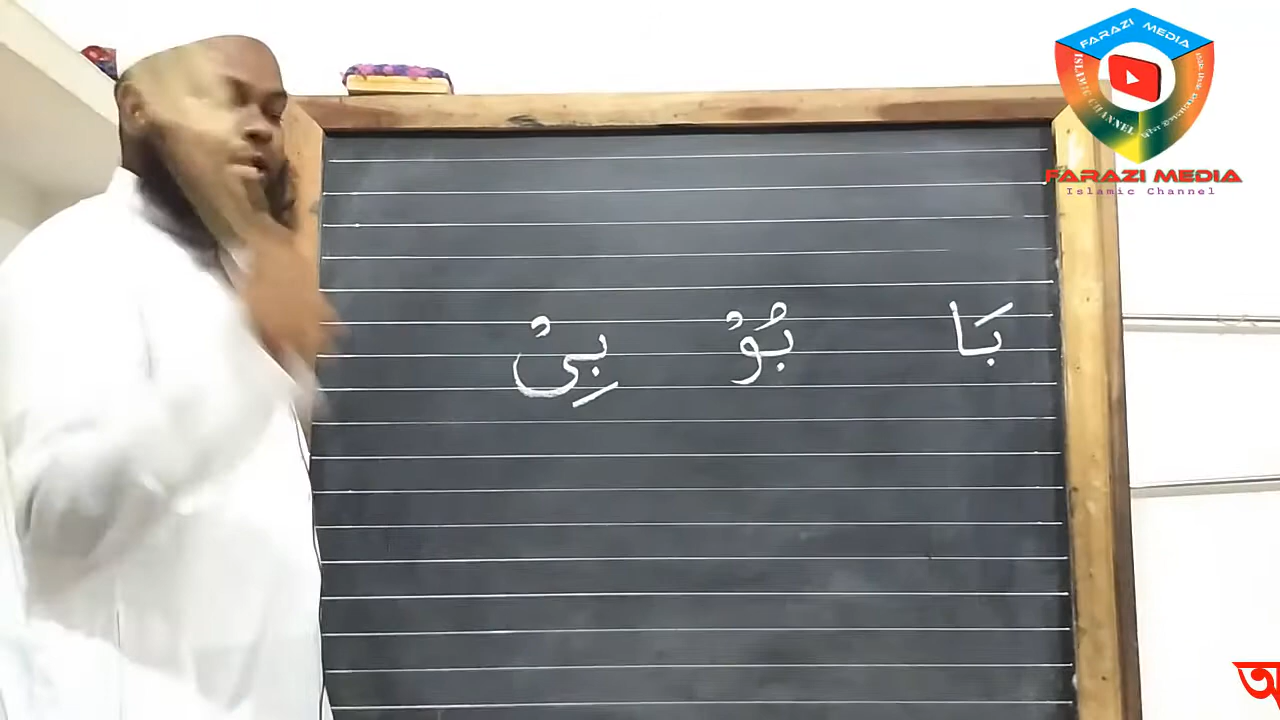 بَا بُوْ بِىْ
FARAZI MEDIA
ISLAMIC CHANNEL
FARAZI MEDIA
Islamic Channel